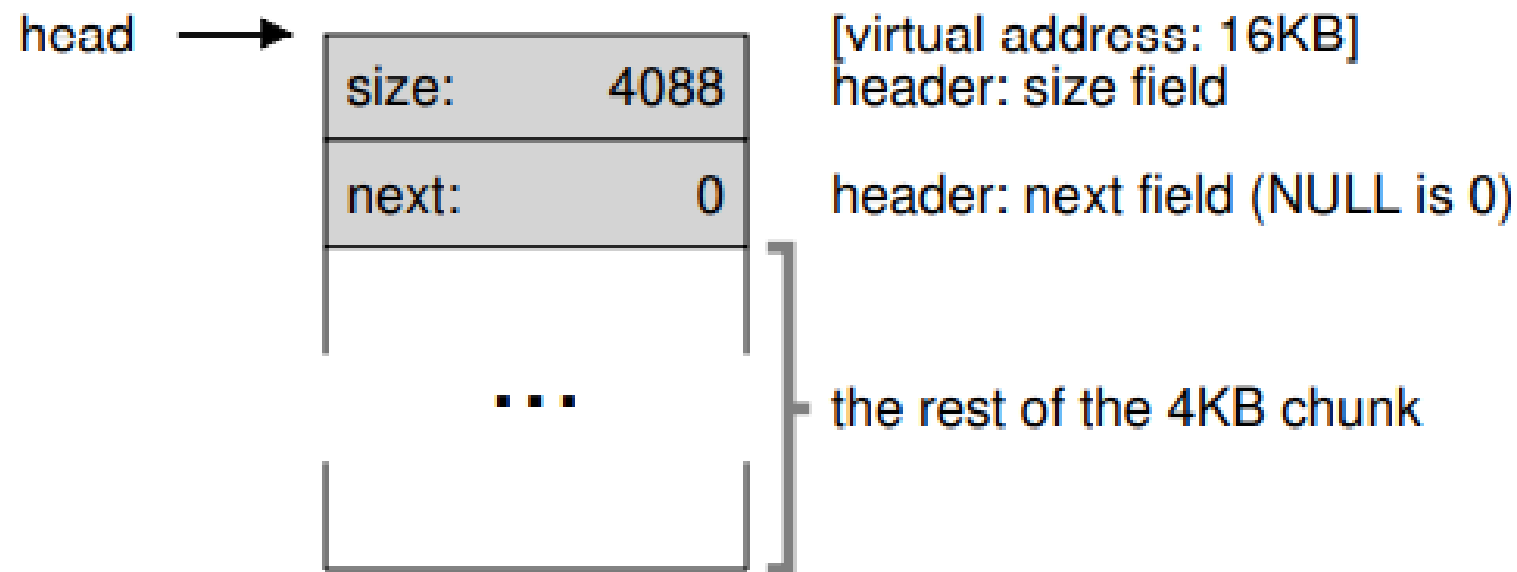 head
[virtual address: 16KB]
size: 4088
header: size field
next: 0
header: next field (NULL is 0)
...
the rest of the 4KB chunk